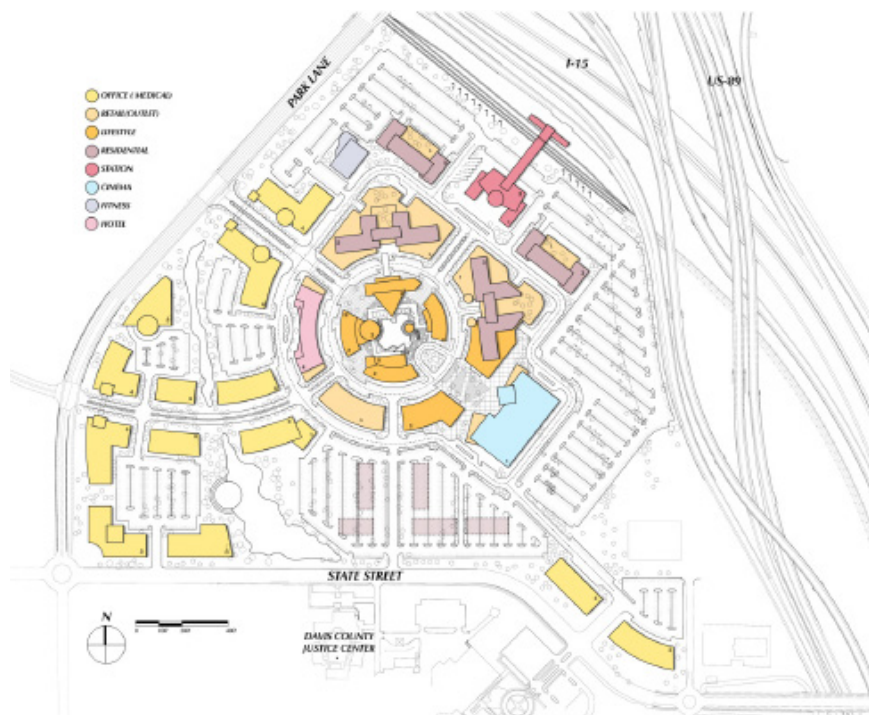 PARK LANE
I-15
US-89
OFFICE (MEDICAL)
RETAIL (OUTLET)
LIFESTYLE
RESIDENTIAL
STATION
CINEMA
FITNESS
HOTEL
STATE STREET
N
DAVIS COUNTY
JUSTICE CENTER